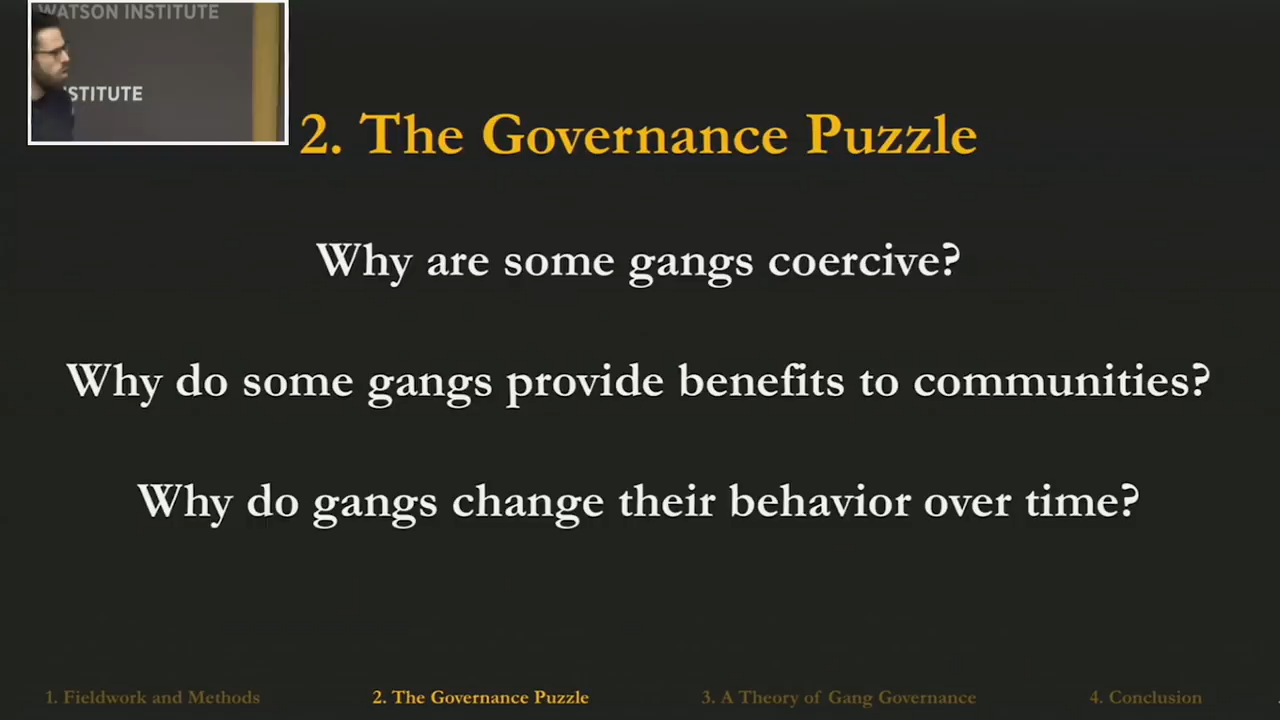 WATSON INSTITUTE
STITUTE
2. The Governance Puzzle
Why are some gangs coercive?
Why do some gangs provide benefits to communities?
Why do gangs change their behavior over time?
1. Fieldwork and Methods
2. The Governance Puzzle
3. A Theory of Gang Governance
4. Conclusion